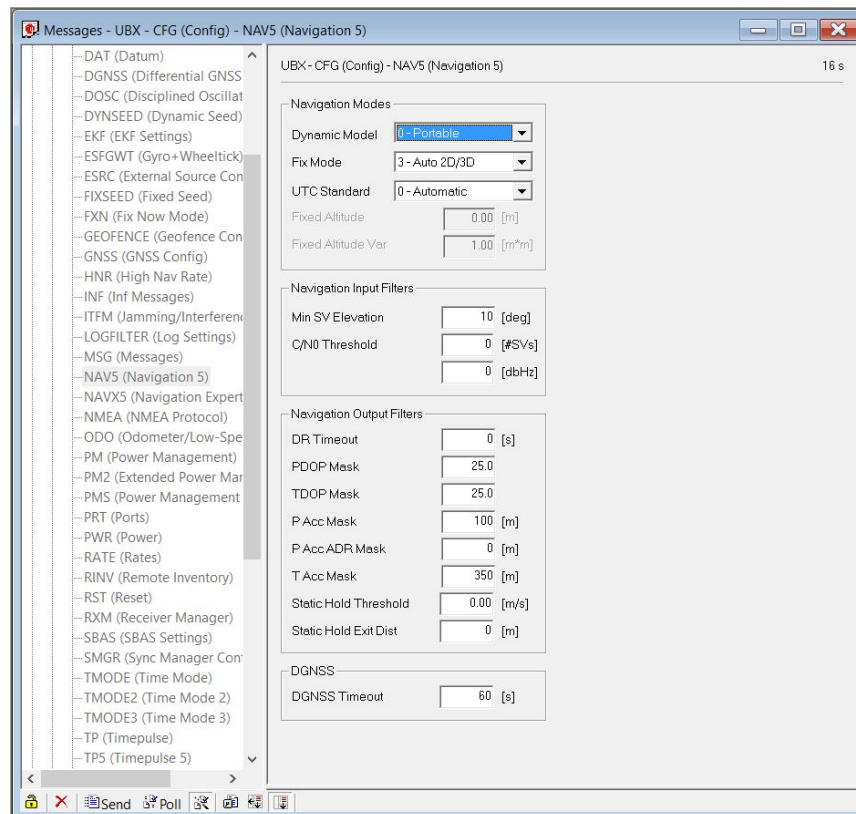 Messages - UBX - CFG (Config) - NAV5 (Navigation 5)
DAT (Datum)
DGNSS (Differential GNSS
DOSC (Disciplined Oscillat
DYNSEED (Dynamic Seed)
EKF (EKF Settings)
ESFGWT (Gyro+Wheeltick)
ESRC (External Source Con
FIXSEED (Fixed Seed)
FXN (Fix Now Mode)
GEOFENCE (Geofence Con
GNSS (GNSS Config)
HNR (High Nav Rate)
INF (Inf Messages)
ITFM (Jamming/Interferenc
LOGFILTER (Log Settings)
MSG (Messages)
NAV5 (Navigation 5)
NAVX5 (Navigation Expert
NMEA (NMEA Protocol)
ODO (Odometer/Low-Spe
PM (Power Management)
PM2 (Extended Power Mar
PMS (Power Management
PRT (Ports)
PWR (Power)
RATE (Rates)
RINV (Remote Inventory)
RST (Reset)
RXM (Receiver Manager)
SBAS (SBAS Settings)
SMGR (Sync Manager Con
TMODE (Time Mode)
TMODE2 (Time Mode 2)
TMODE3 (Time Mode 3)
TP (Timepulse)
TP5 (Timepulse 5)
UBX - CFG (Config) - NAV5 (Navigation 5) 16 s
Navigation Modes
Dynamic Model 0 - Portable
Fix Mode 3 - Auto 2D/3D
UTC Standard 0 - Automatic
Fixed Altitude 0.00 [m]
Fixed Altitude Var 1.00 [m*m]
Navigation Input Filters
Min SV Elevation 10 [deg]
C/N0 Threshold 0 [#SVs]
0 [dbHz]
Navigation Output Filters
DR Timeout 0 [s]
PDOP Mask 25.0
TDOP Mask 25.0
P Acc Mask 100 [m]
P Acc ADR Mask 0 [m]
T Acc Mask 350 [m]
Static Hold Threshold 0.00 [m/s]
Static Hold Exit Dist 0 [m]
DGNSS
DGNSS Timeout 60 [s]
Send Poll